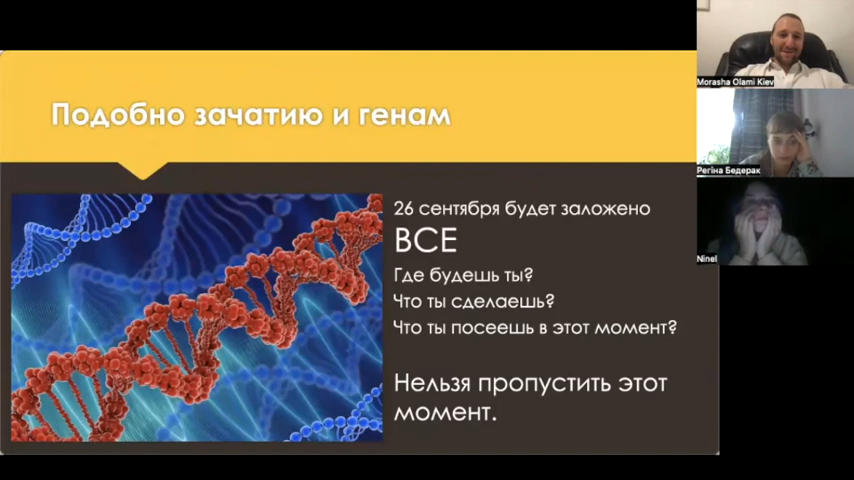 Подобно зачатию и генам
26 сентября будет заложено
ВСЕ
Где будешь ты?
Что ты сделаешь?
Что ты посеешь в этот момент?
Нельзя пропустить этот
момент.
Morasha Olami Kiev
Регіна Бедерак
Ninel